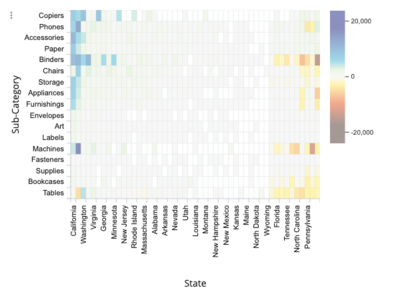 Copiers
Phones
Accessories
Paper
Binders
Chairs
Storage
Appliances
Furnishings
Envelopes
Art
Labels
Machines
Fasteners
Supplies
Bookcases
Tables
Sub-Category
20,000
0
-20,000
California
Washington
Virginia
Georgia
Minnesota
New Jersey
Rhode Island
Massachusetts
Alabama
Arkansas
Nevada
Utah
Louisiana
Montana
New Hampshire
New Mexico
Kansas
Maine
North Dakota
Wyoming
Florida
Tennessee
North Carolina
Pennsylvania
State